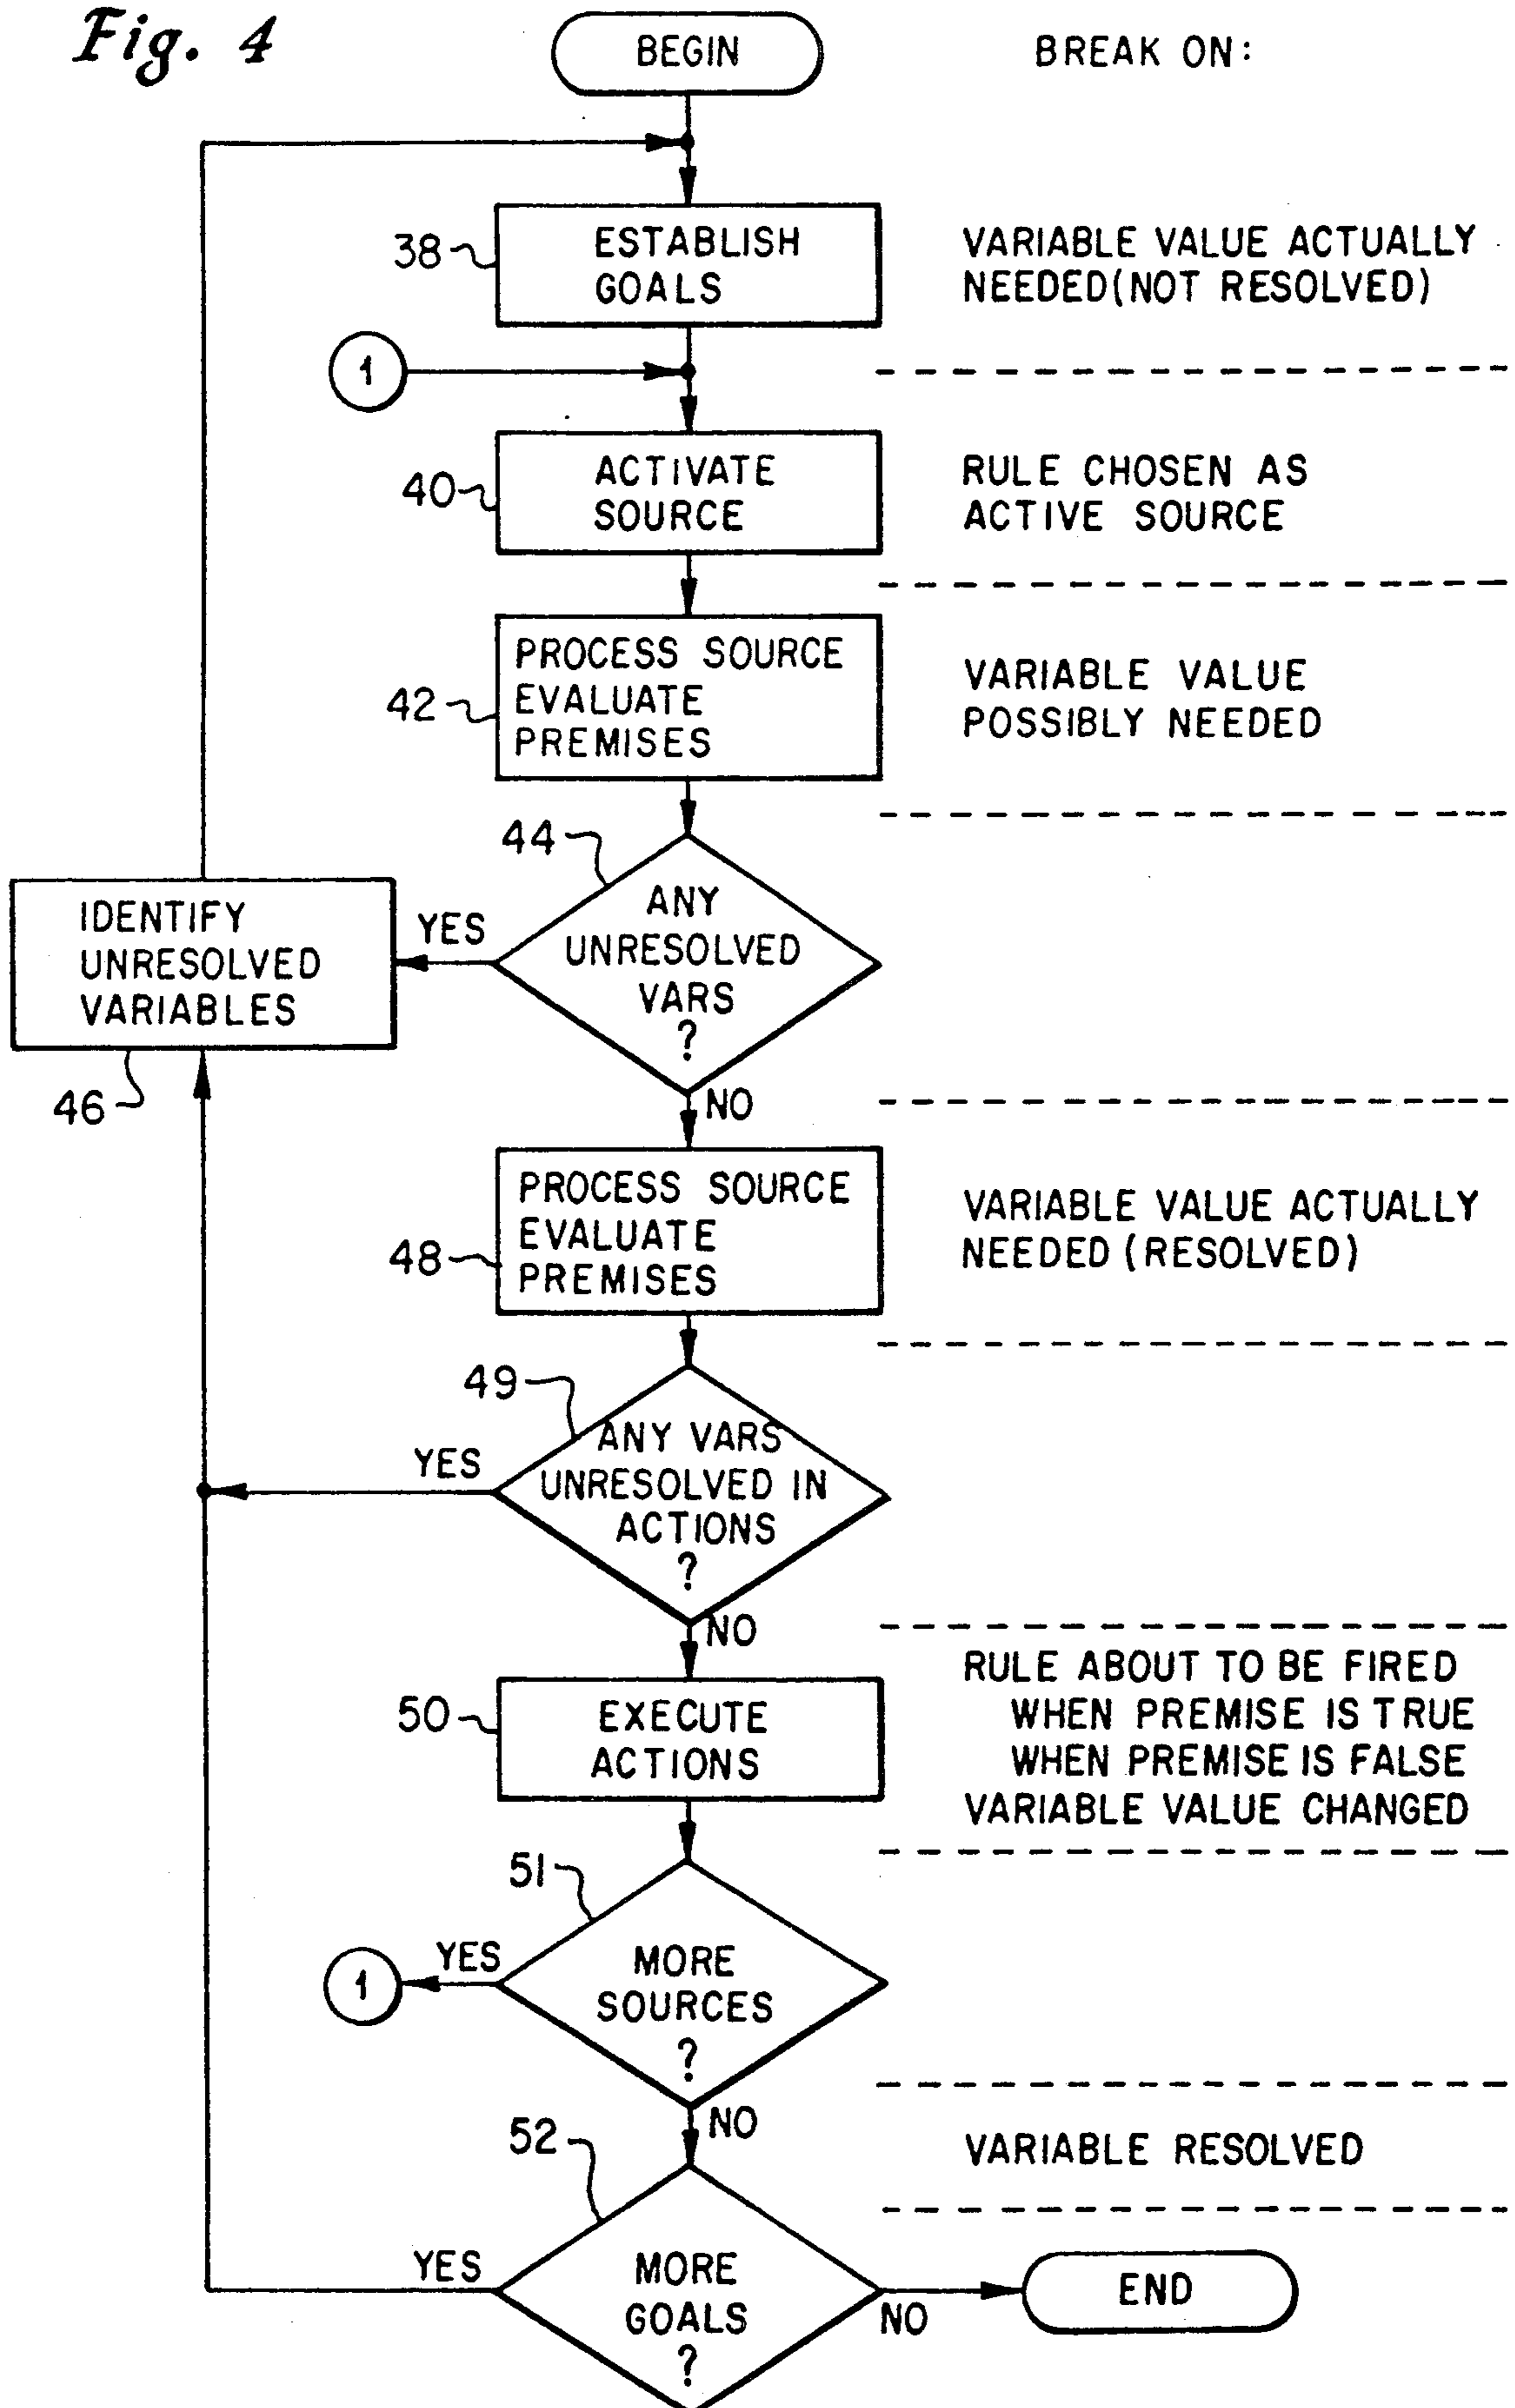 Fig. 4
BEGIN
BREAK ON:
38
ESTABLISH
GOALS
VARIABLE VALUE ACTUALLY
NEEDED(NOT RESOLVED)
1
40
ACTIVATE
SOURCE
RULE CHOSEN AS
ACTIVE SOURCE
42
PROCESS SOURCE
EVALUATE
PREMISES
VARIABLE VALUE
POSSIBLY NEEDED
44
ANY
UNRESOLVED
VARS
?
YES
IDENTIFY
UNRESOLVED
VARIABLES
46
NO
48
PROCESS SOURCE
EVALUATE
PREMISES
VARIABLE VALUE ACTUALLY
NEEDED (RESOLVED)
49
ANY VARS
UNRESOLVED IN
ACTIONS
?
YES
NO
50
EXECUTE
ACTIONS
RULE ABOUT TO BE FIRED
WHEN PREMISE IS TRUE
WHEN PREMISE IS FALSE
VARIABLE VALUE CHANGED
51
MORE
SOURCES
?
YES
1
NO
52
VARIABLE RESOLVED
MORE
GOALS
?
YES
NO
END